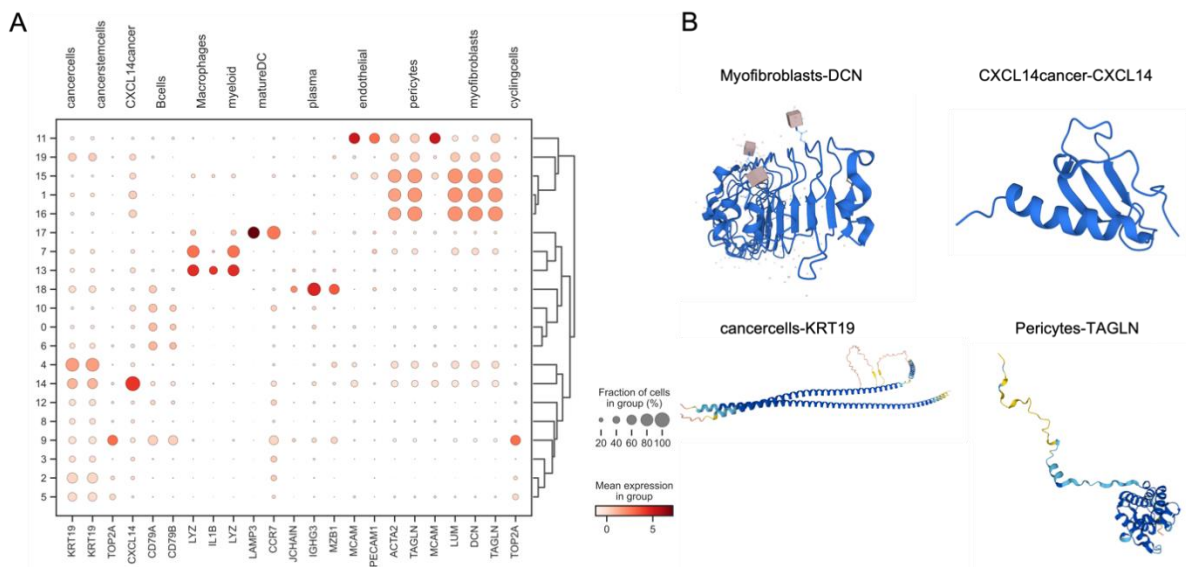 A
B
cancercells
cancerstemcells
CXCL14cancer
Bcells
Macrophages
myeloid
matureDC
plasma
endothelial
pericytes
myofibroblasts
cyclingcells
11
19
15
1
16
17
7
13
18
10
0
6
4
14
12
8
9
3
2
5
KRT19
KRT19
TOP2A
CXCL14
CD79A
CD79B
LYZ
IL1B
LYZ
LAMP3
CCR7
JCHAIN
IGHG3
MZB1
MCAM
PECAM1
ACTA2
TAGLN
MCAM
LUM
DCN
TAGLN
TOP2A
Fraction of cells
in group (%)
20 40 60 80 100
Mean expression
in group
0 5
Myofibroblasts-DCN
CXCL14cancer-CXCL14
cancercells-KRT19
Pericytes-TAGLN